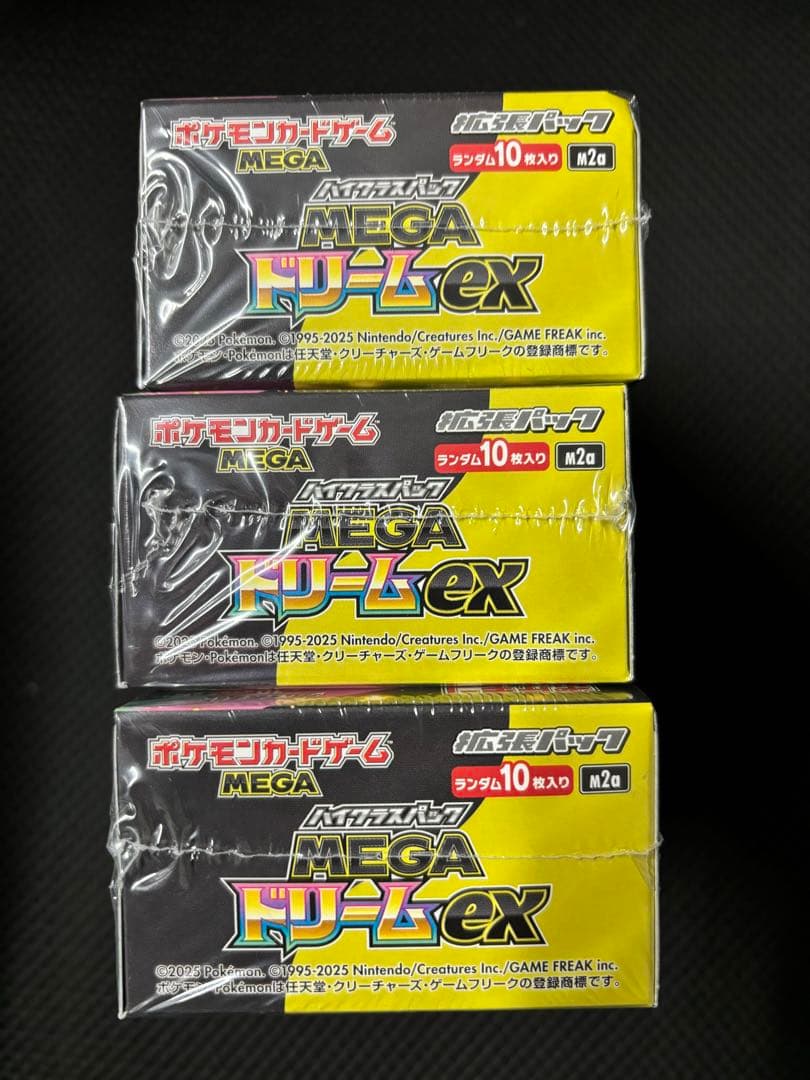 ポケモンカードゲーム 拡張パック
MEGA ランダム10枚入り M2a
ハイクラスパック
MEGA
ドリームex
©2025 Pokémon. ©1995-2025 Nintendo/Creatures Inc./GAME FREAK inc.
ポケモン・Pokémonは任天堂・クリーチャーズ・ゲームフリークの登録商標です。
ポケモンカードゲーム 拡張パック
MEGA ランダム10枚入り M2a
ハイクラスパック
MEGA
ドリームex
©2025 Pokémon. ©1995-2025 Nintendo/Creatures Inc./GAME FREAK inc.
ポケモン・Pokémonは任天堂・クリーチャーズ・ゲームフリークの登録商標です。
ポケモンカードゲーム 拡張パック
MEGA ランダム10枚入り M2a
ハイクラスパック
MEGA
ドリームex
©2025 Pokémon. ©1995-2025 Nintendo/Creatures Inc./GAME FREAK inc.
ポケモン・Pokémonは任天堂・クリーチャーズ・ゲームフリークの登録商標です。